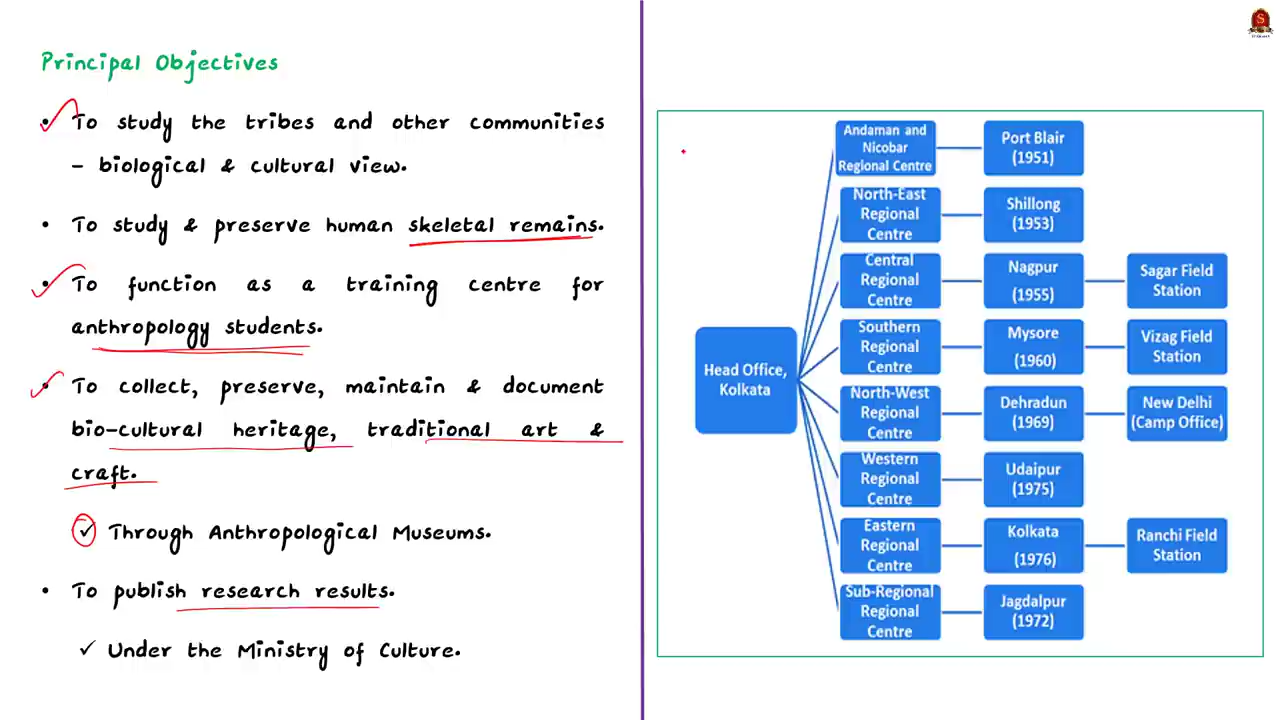 Principal Objectives
• To study the tribes and other communities
- biological & cultural view.
• To study & preserve human skeletal remains.
• To function as a training centre for
anthropology students.
• To collect, preserve, maintain & document
bio-cultural heritage, traditional art &
craft.
✓ Through Anthropological Museums.
• To publish research results.
✓ Under the Ministry of Culture.
Head Office,
Kolkata
Andaman and
Nicobar
Regional Centre
Port Blair
(1951)
North-East
Regional
Centre
Shillong
(1953)
Central
Regional
Centre
Nagpur
(1955)
Sagar Field
Station
Southern
Regional
Centre
Mysore
(1960)
Vizag Field
Station
North-West
Regional
Centre
Dehradun
(1969)
New Delhi
(Camp Office)
Western
Regional
Centre
Udaipur
(1975)
Eastern
Regional
Centre
Kolkata
(1976)
Ranchi Field
Station
Sub-Regional
Regional
Centre
Jagdalpur
(1972)